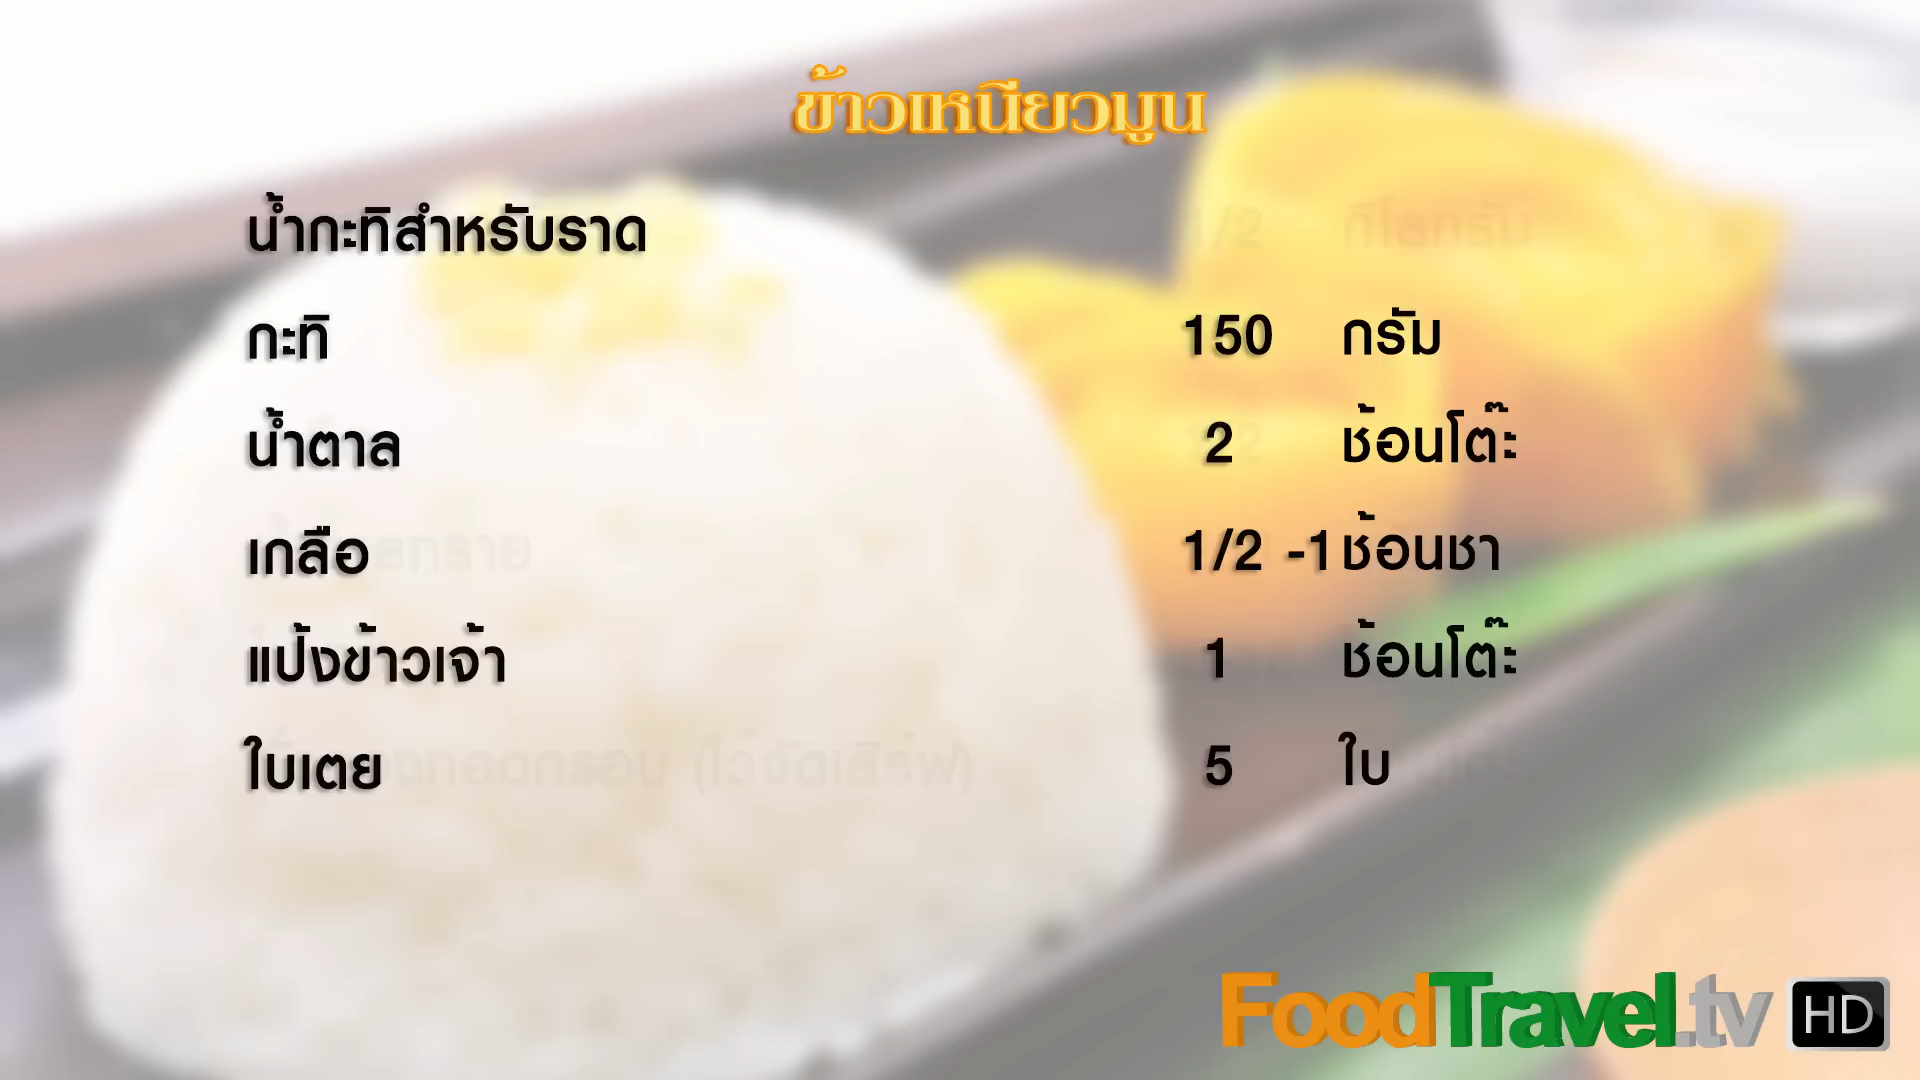 ข้าวเหนียวมูน
น้ำกะทิสำหรับราด
กะทิ 150 กรัม
น้ำตาล 2 ช้อนโต๊ะ
เกลือ 1/2 -1 ช้อนชา
แป้งข้าวเจ้า 1 ช้อนโต๊ะ
ใบเตย 5 ใบ
FoodTravel.tv HD